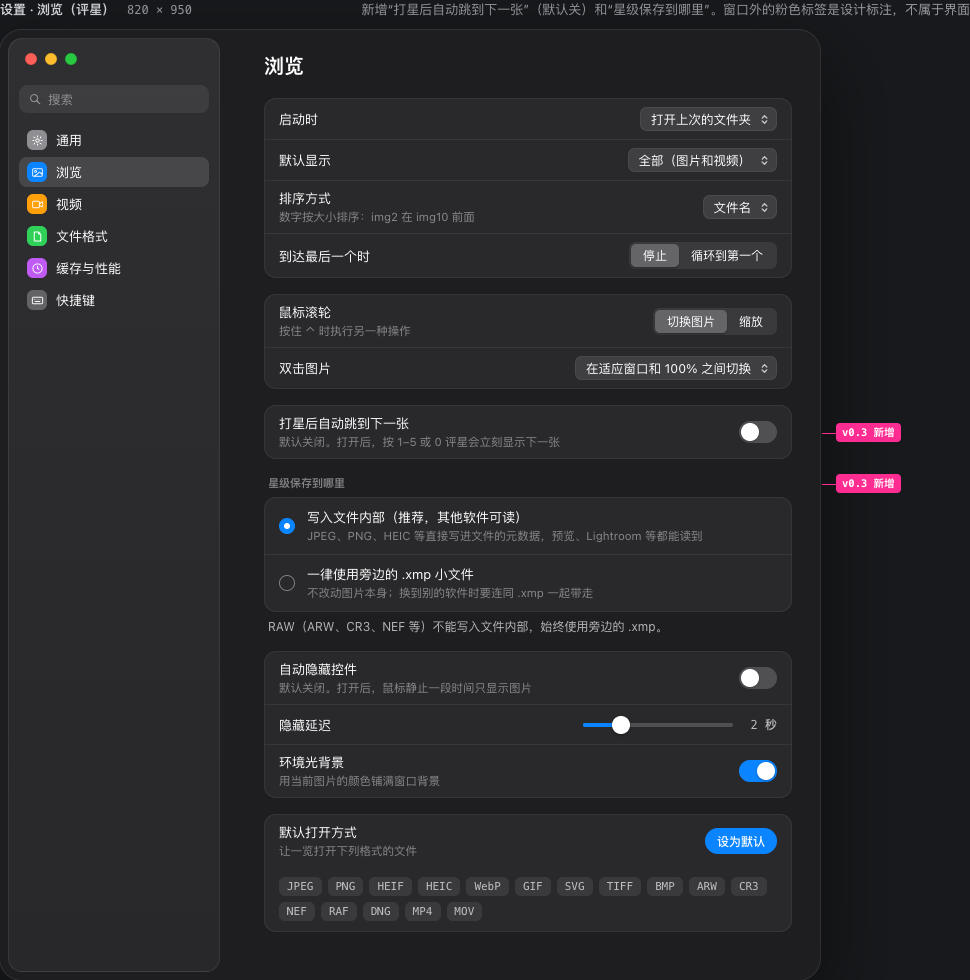 设置 · 浏览（评星） 820 × 950 新增“打星后自动跳到下一张”（默认关）和“星级保存到哪里”。窗口外的粉色标签是设计标注，不属于界面
搜索
通用
浏览
视频
文件格式
缓存与性能
快捷键
浏览
启动时 打开上次的文件夹
默认显示 全部（图片和视频）
排序方式 文件名
数字按大小排序：img2 在 img10 前面
到达最后一个时 停止 循环到第一个
鼠标滚轮 切换图片 缩放
按住 ⌃ 时执行另一种操作
双击图片 在适应窗口和 100% 之间切换
打星后自动跳到下一张
默认关闭。打开后，按 1–5 或 0 评星会立刻显示下一张
v0.3 新增
星级保存到哪里
v0.3 新增
写入文件内部（推荐，其他软件可读）
JPEG、PNG、HEIC 等直接写进文件的元数据，预览、Lightroom 等都能读到
一律使用旁边的 .xmp 小文件
不改动图片本身；换到别的软件时要连同 .xmp 一起带走
RAW（ARW、CR3、NEF 等）不能写入文件内部，始终使用旁边的 .xmp。
自动隐藏控件
默认关闭。打开后，鼠标静止一段时间只显示图片
隐藏延迟 2 秒
环境光背景
用当前图片的颜色铺满窗口背景
默认打开方式 设为默认
让一览打开下列格式的文件
JPEG PNG HEIF HEIC WebP GIF SVG TIFF BMP ARW CR3
NEF RAF DNG MP4 MOV